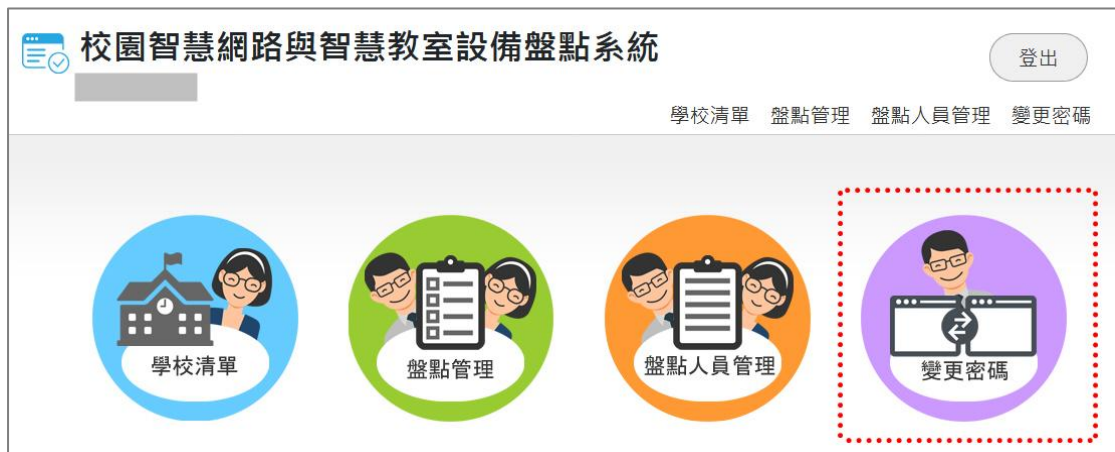 校園智慧網路與智慧教室設備盤點系統
登出
學校清單 盤點管理 盤點人員管理 變更密碼
學校清單
盤點管理
盤點人員管理
變更密碼